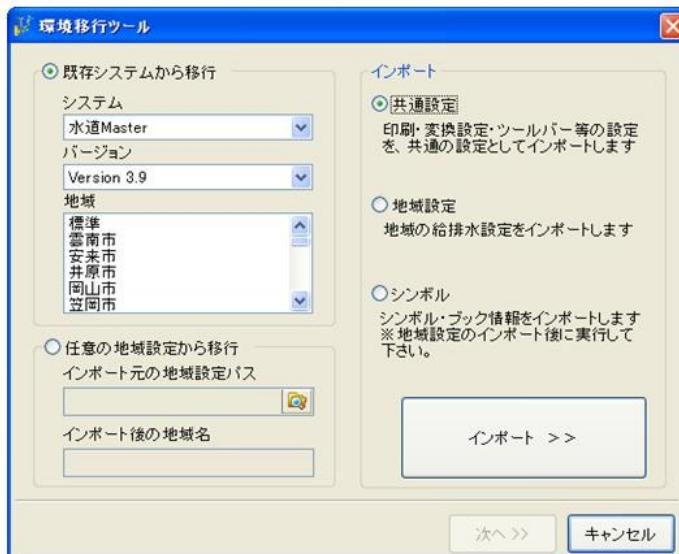 環境移行ツール
既存システムから移行
システム
水道Master
バージョン
Version 3.9
地域
標準
雲南市
安来市
井原市
岡山市
笠岡市
任意の地域設定から移行
インポート元の地域設定パス
インポート後の地域名
インポート
共通設定
印刷・変換設定・ツールバー等の設定
を、共通の設定としてインポートします
地域設定
地域の給排水設定をインポートします
シンボル
シンボル・ブック情報をインポートします
※地域設定のインポート後に実行して
下さい。
インポート >>
次へ >>
キャンセル